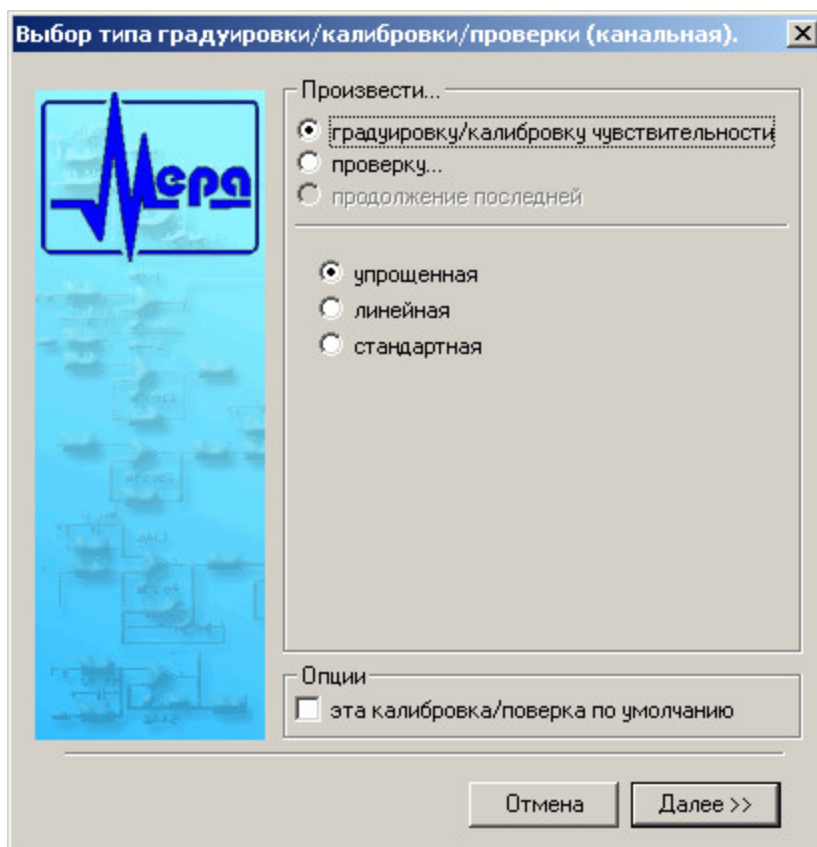 Выбор типа градуировки/калибровки/проверки (канальная).
Мера
Произвести...
градуировку/калибровку чувствительности
проверку...
продолжение последней
упрощенная
линейная
стандартная
Опции
эта калибровка/поверка по умолчанию
Отмена
Далее >>